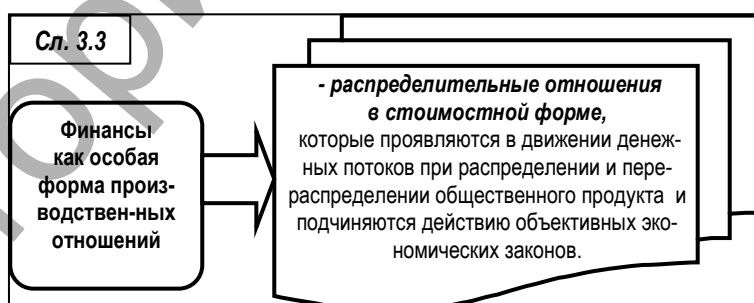 Сл. 3.3
Финансы
как особая
форма произ-
водствен-ных
отношений
- распределительные отношения
в стоимостной форме,
которые проявляются в движении денеж-
ных потоков при распределении и пере-
распределении общественного продукта и
подчиняются действию объективных эко-
номических законов.